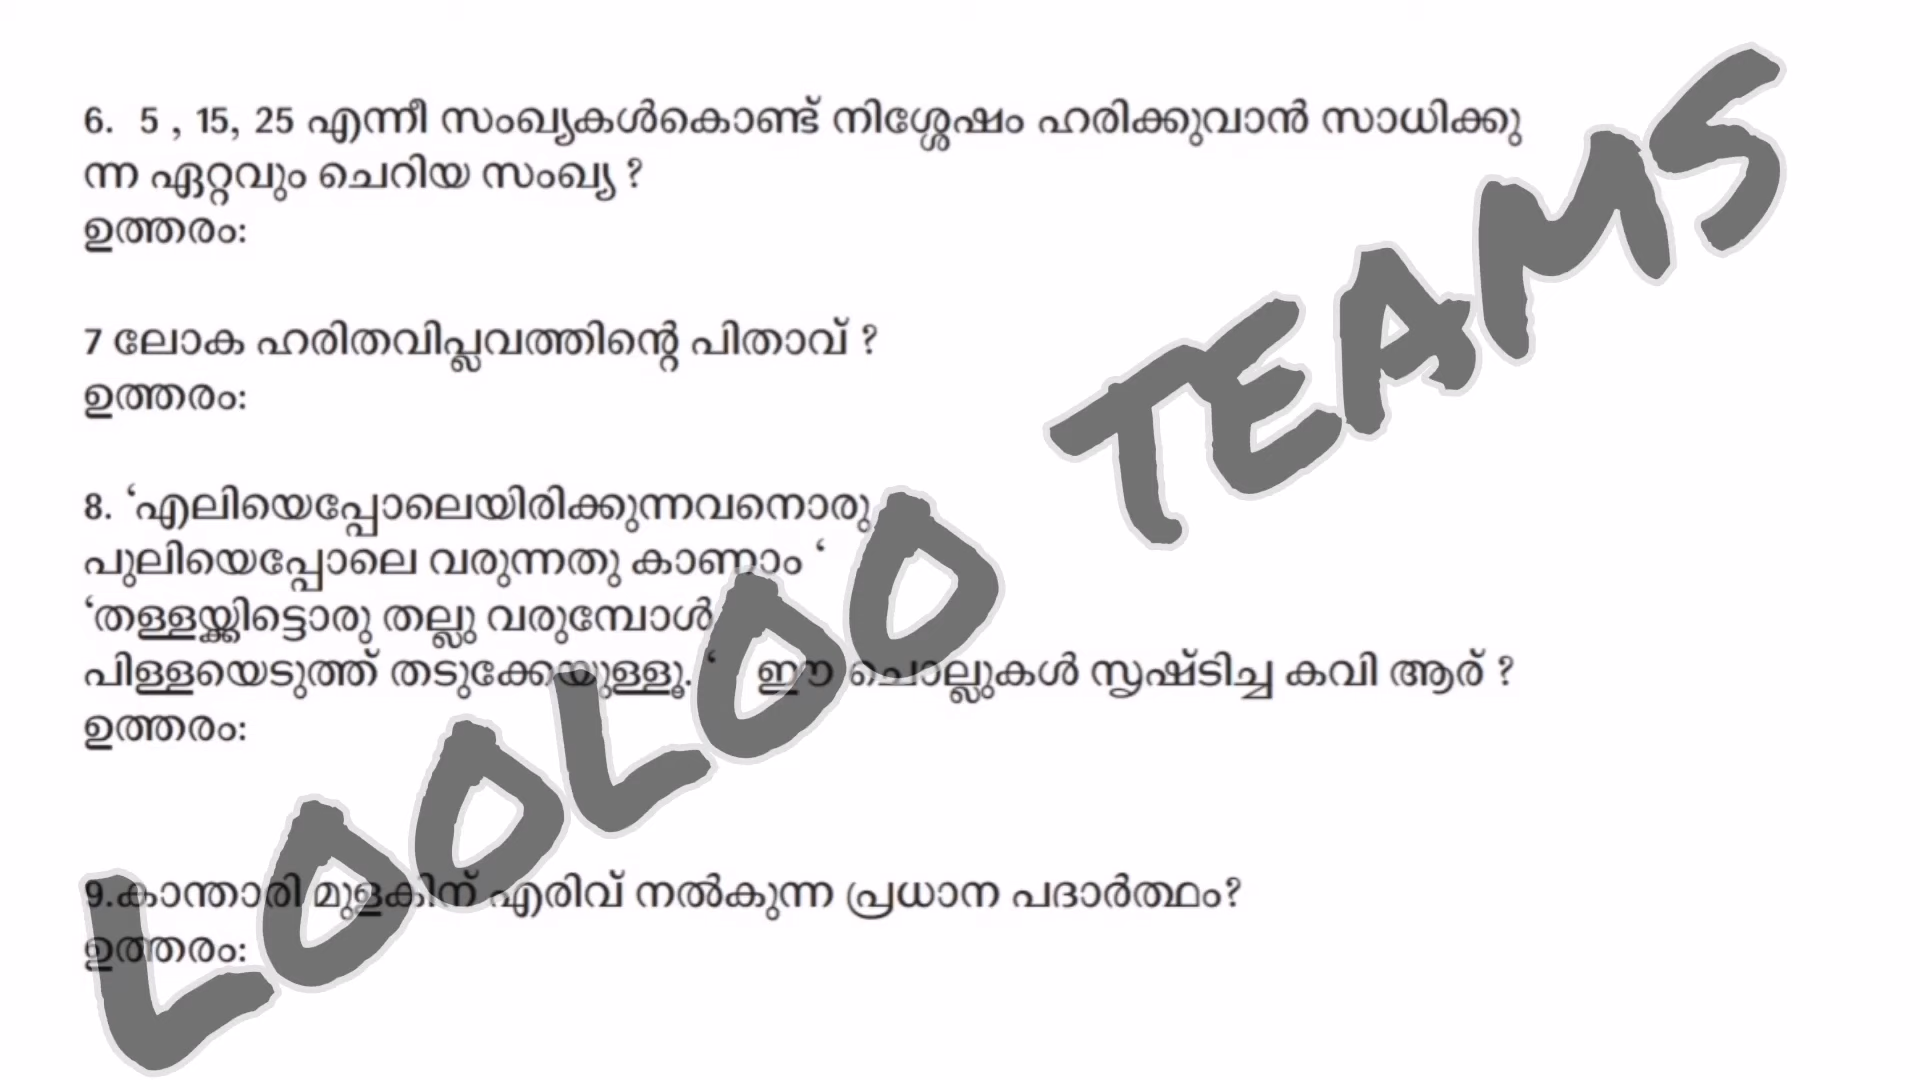 6. 5 , 15, 25 എന്നീ സംഖ്യകൾകൊണ്ട് നിശ്ശേഷം ഹരിക്കുവാൻ സാധിക്കു
ന്ന ഏറ്റവും ചെറിയ സംഖ്യ ?
ഉത്തരം:
7 ലോക ഹരിതവിപ്ലവത്തിന്റെ പിതാവ് ?
ഉത്തരം:
8. ‘എലിയെപ്പോലെയിരിക്കുന്നവനൊരു
പുലിയെപ്പോലെ വരുന്നതു കാണാം ‘
‘തള്ളയ്ക്കിട്ടൊരു തല്ലു വരുമ്പോൾ
പിള്ളയെടുത്ത് തടുക്കേയുള്ളൂ. ‘ ഈ ചൊല്ലുകൾ സൃഷ്ടിച്ച കവി ആര് ?
ഉത്തരം:
9.കാന്താരി മുളകിന് എരിവ് നൽകുന്ന പ്രധാന പദാർത്ഥം?
ഉത്തരം:
LOOLOO TEAMS